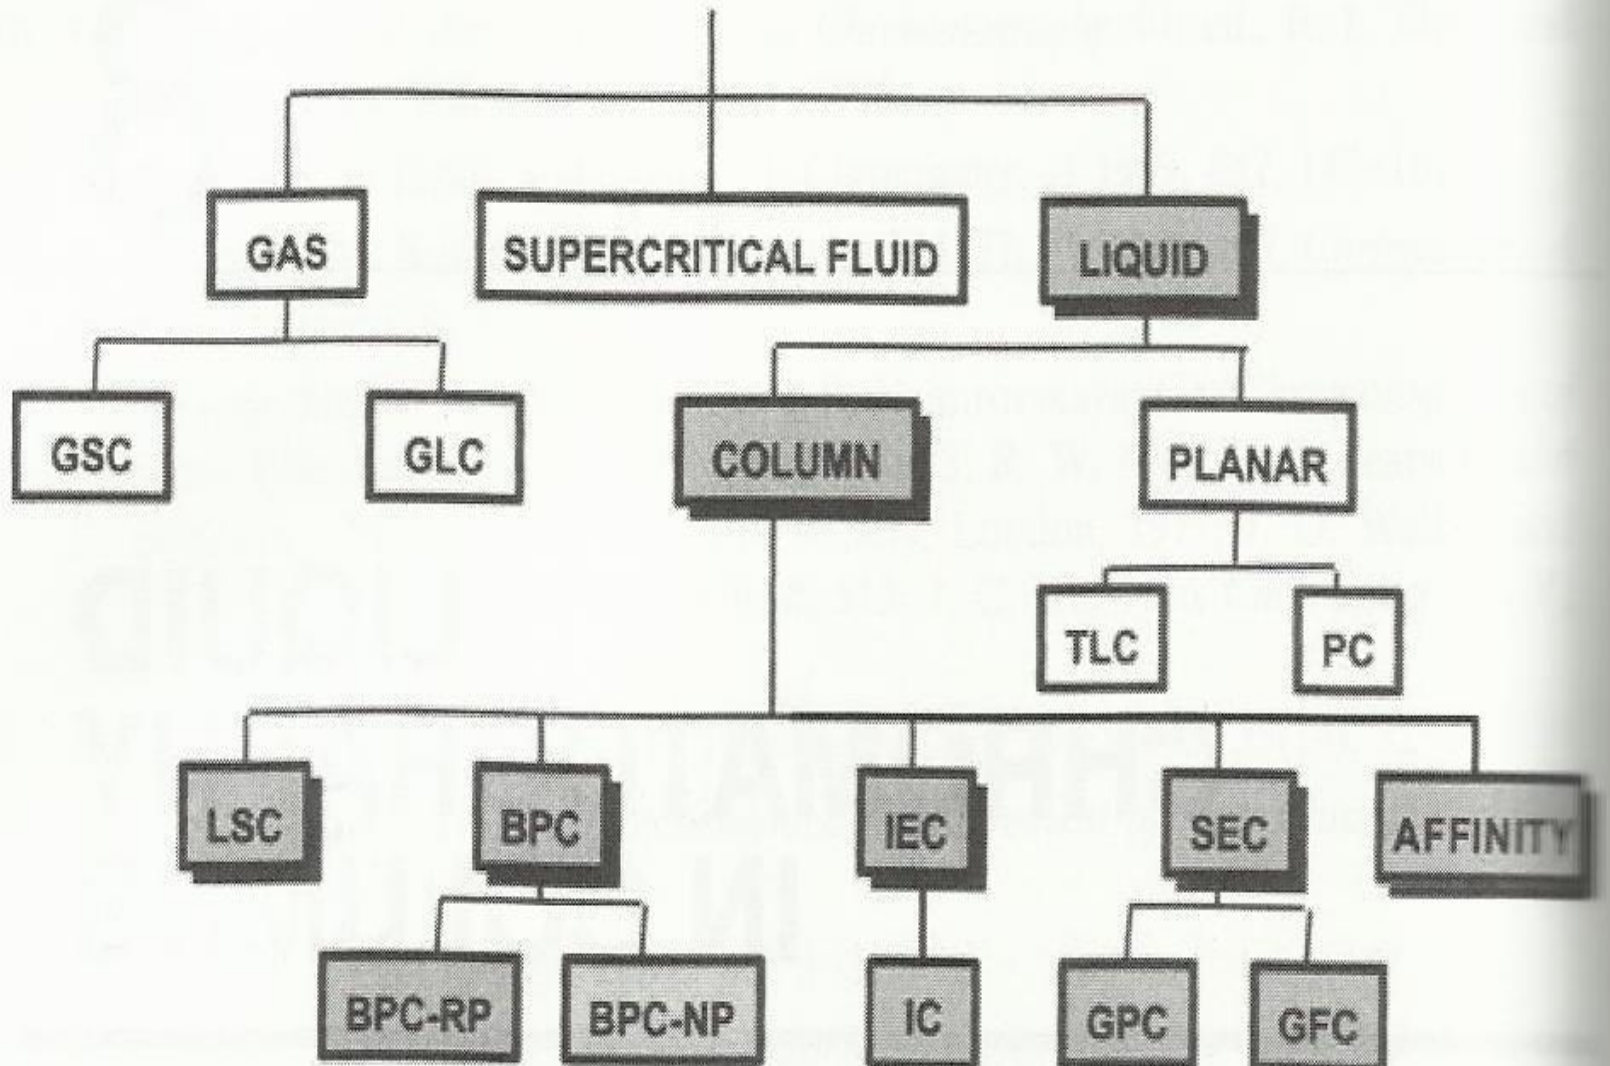 GAS
SUPERCRITICAL FLUID
LIQUID
GSC
GLC
COLUMN
PLANAR
TLC
PC
LSC
BPC
IEC
SEC
AFFINITY
BPC-RP
BPC-NP
IC
GPC
GFC